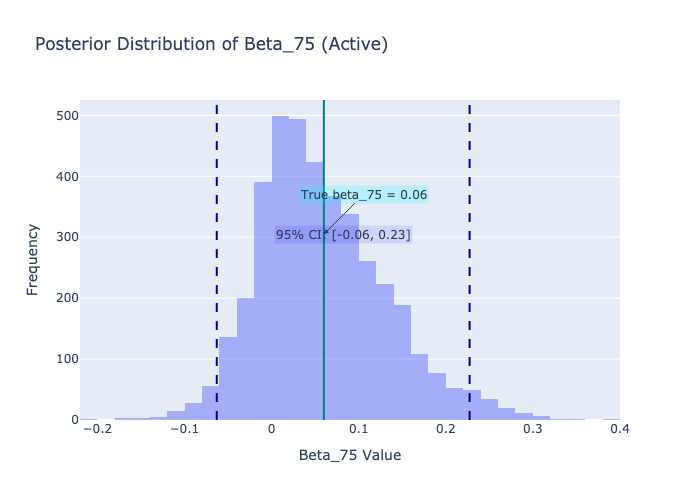 Posterior Distribution of Beta_75 (Active)
500
400
300
200
100
0
True beta_75 = 0.06
95% CI: [-0.06, 0.23]
−0.2
−0.1
0
0.1
0.2
0.3
0.4
Beta_75 Value
Frequency